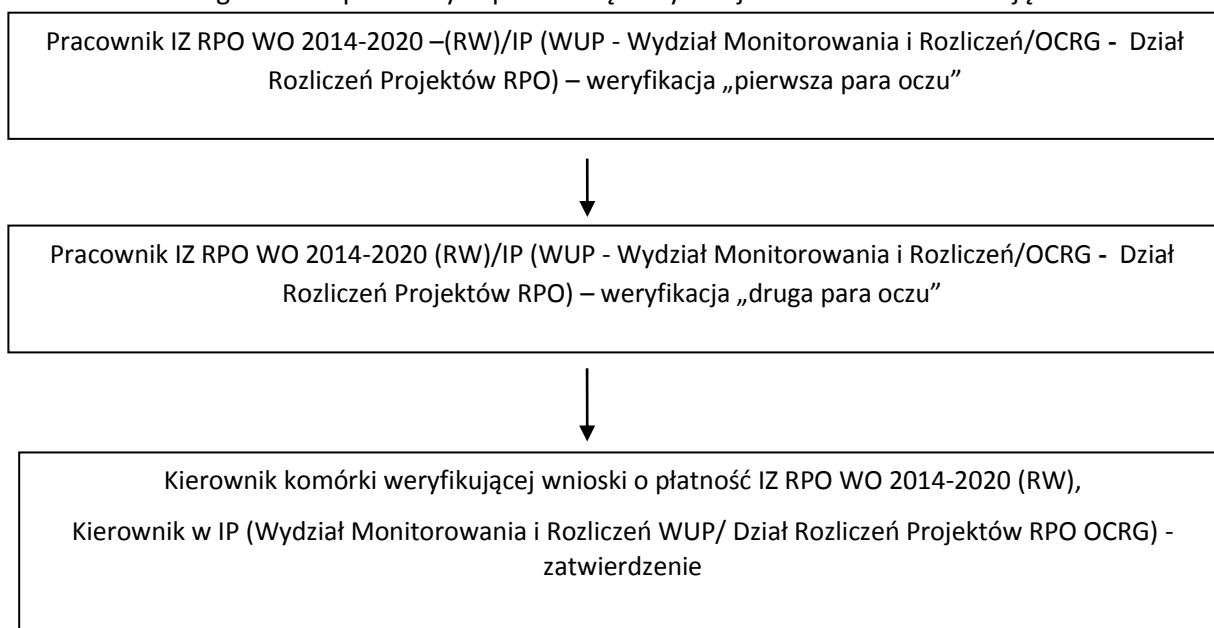 Pracownik IZ RPO WO 2014-2020 –(RW)/IP (WUP - Wydział Monitorowania i Rozliczeń/OCRG - Dział
Rozliczeń Projektów RPO) – weryfikacja „pierwsza para oczu”
Pracownik IZ RPO WO 2014-2020 (RW)/IP (WUP - Wydział Monitorowania i Rozliczeń/OCRG - Dział
Rozliczeń Projektów RPO) – weryfikacja „druga para oczu”
Kierownik komórki weryfikującej wnioski o płatność IZ RPO WO 2014-2020 (RW),
Kierownik w IP (Wydział Monitorowania i Rozliczeń WUP/ Dział Rozliczeń Projektów RPO OCRG) -
zatwierdzenie